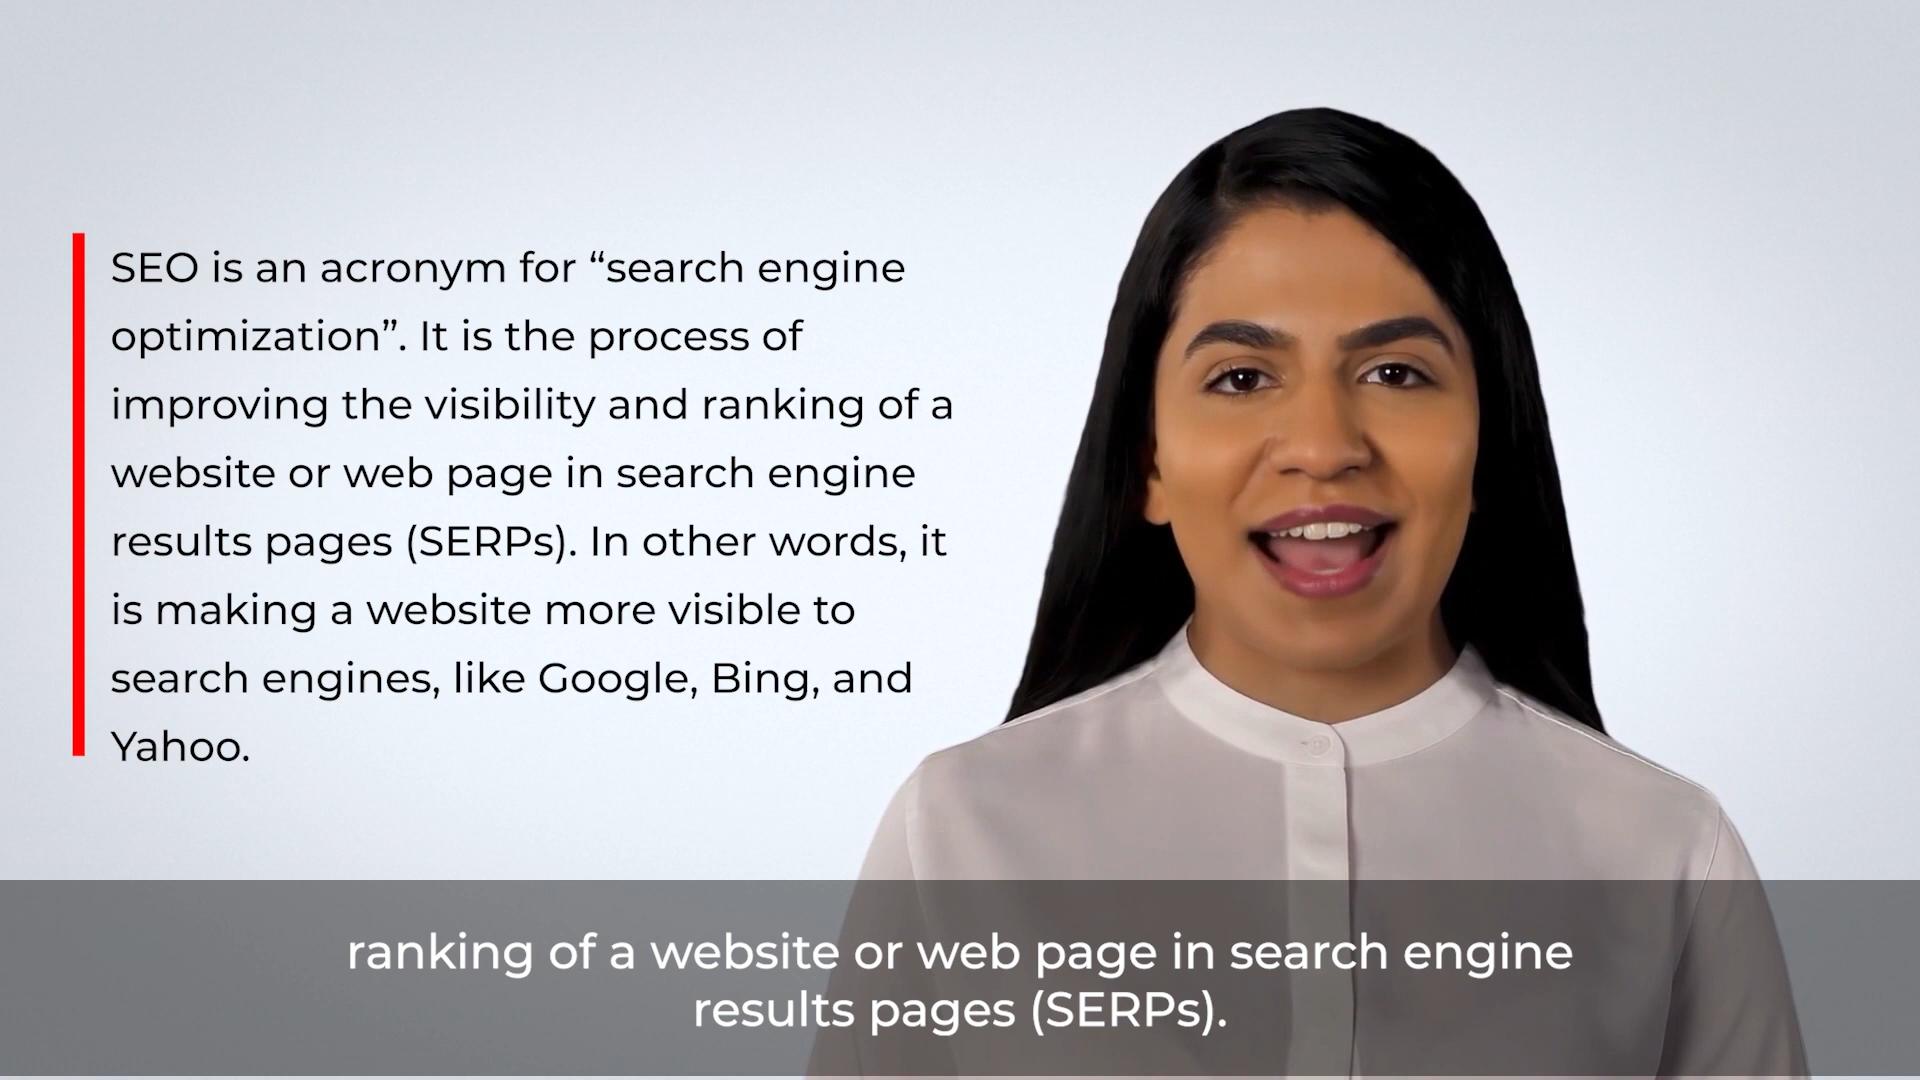 SEO is an acronym for “search engine
optimization”. It is the process of
improving the visibility and ranking of a
website or web page in search engine
results pages (SERPs). In other words, it
is making a website more visible to
search engines, like Google, Bing, and
Yahoo.
ranking of a website or web page in search engine
results pages (SERPs).